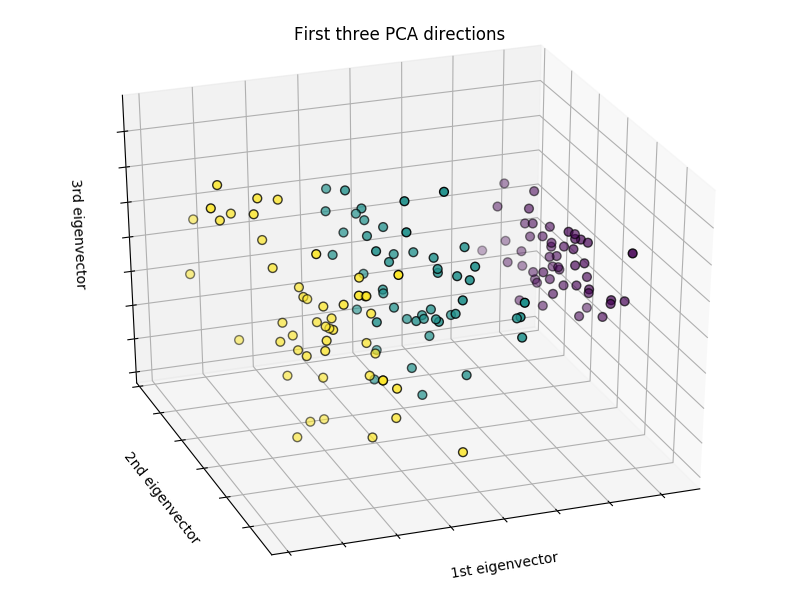 First three PCA directions
3rd eigenvector
2nd eigenvector
1st eigenvector